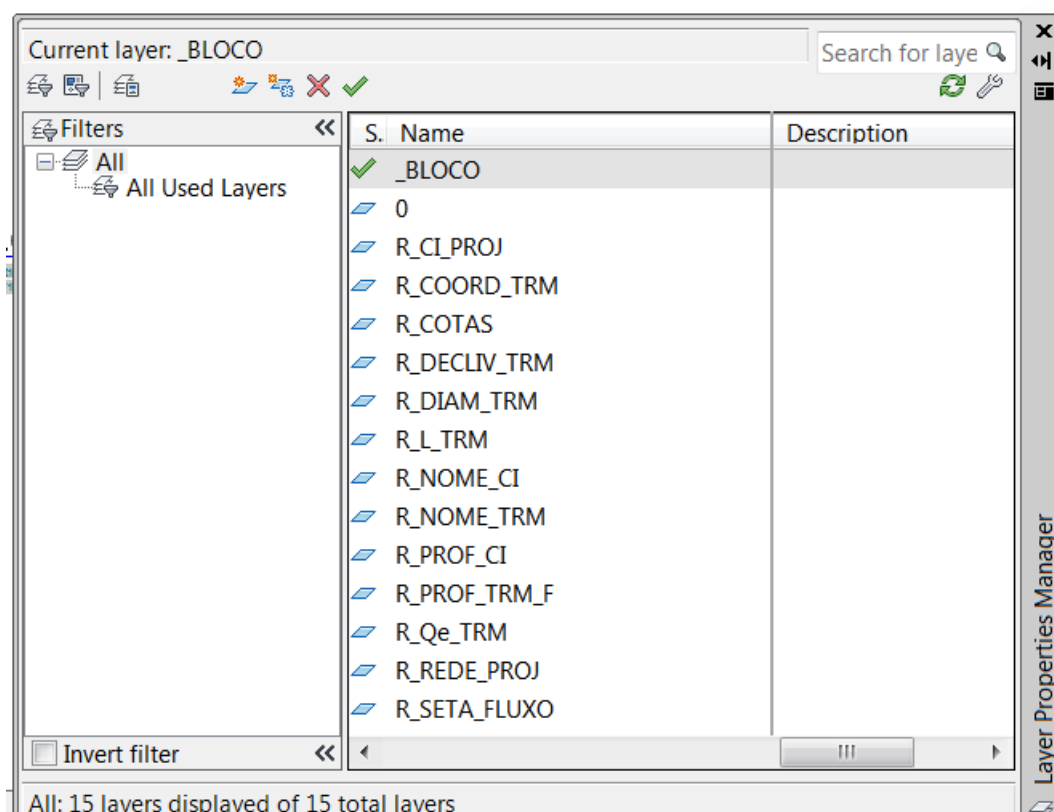 Current layer: _BLOCO
Search for laye
Filters
All
All Used Layers
Invert filter
S. Name Description
_BLOCO
0
R_CI_PROJ
R_COORD_TRM
R_COTAS
R_DECLIV_TRM
R_DIAM_TRM
R_L_TRM
R_NOME_CI
R_NOME_TRM
R_PROF_CI
R_PROF_TRM_F
R_Qe_TRM
R_REDE_PROJ
R_SETA_FLUXO
All: 15 layers displayed of 15 total layers
Layer Properties Manager